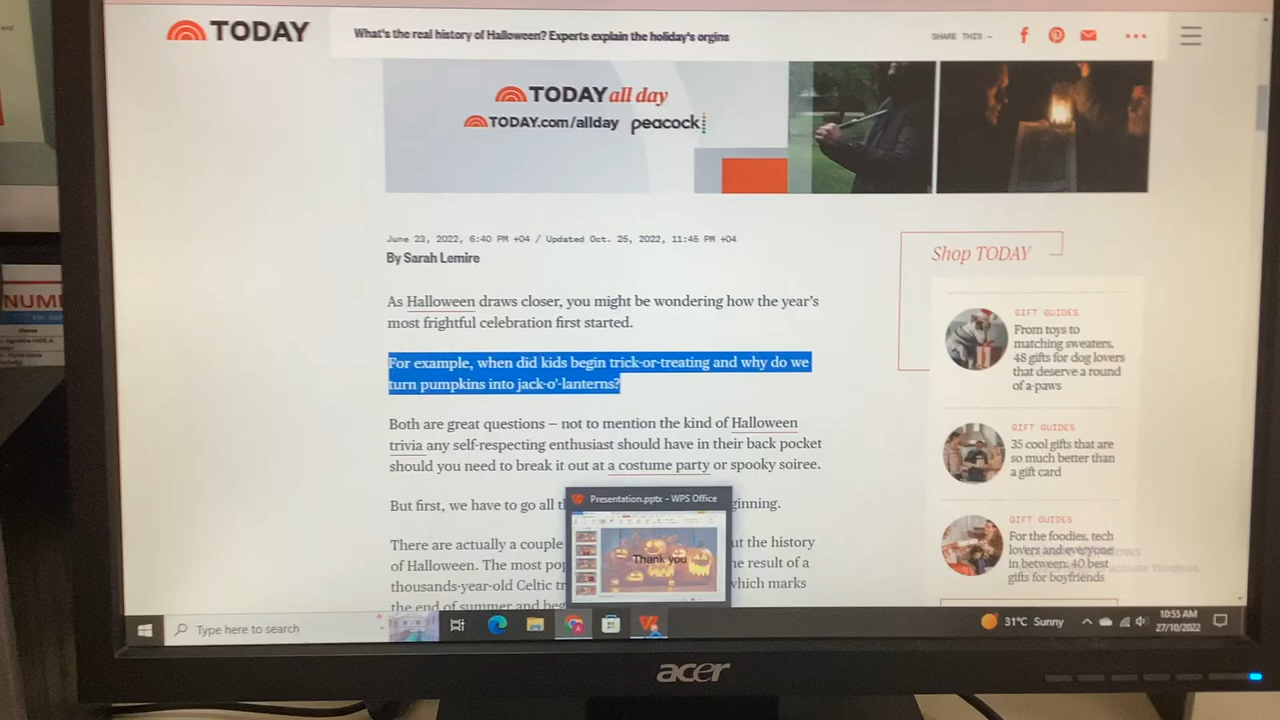 TODAY
What's the real history of Halloween? Experts explain the holiday's orgins
SHARE THIS –
TODAY all day
TODAY.com/allday peacock
June 23, 2022, 6:40 PM +04 / Updated Oct. 25, 2022, 11:45 PM +04
By Sarah Lemire
As Halloween draws closer, you might be wondering how the year's
most frightful celebration first started.
For example, when did kids begin trick-or-treating and why do we
turn pumpkins into jack-o'-lanterns?
Both are great questions — not to mention the kind of Halloween
trivia any self-respecting enthusiast should have in their back pocket
should you need to break it out at a costume party or spooky soiree.
But first, we have to go all
There are actually a couple
of Halloween. The most
thousands-year-old Celtic
the end of summer and
the history
the result of a
which marks
Presentation.pptx - WPS Office
Thank you
Shop TODAY
GIFT GUIDES
From toys to
matching sweaters,
48 gifts for dog lovers
that deserve a round
of a-paws
GIFT GUIDES
35 cool gifts that are
so much better than
a gift card
GIFT GUIDES
For the foodies, tech
lovers and everyone
in between: 40 best
gifts for boyfriends
Type here to search
31°C Sunny
10:55 AM
27/10/2022
acer
NUM
Name